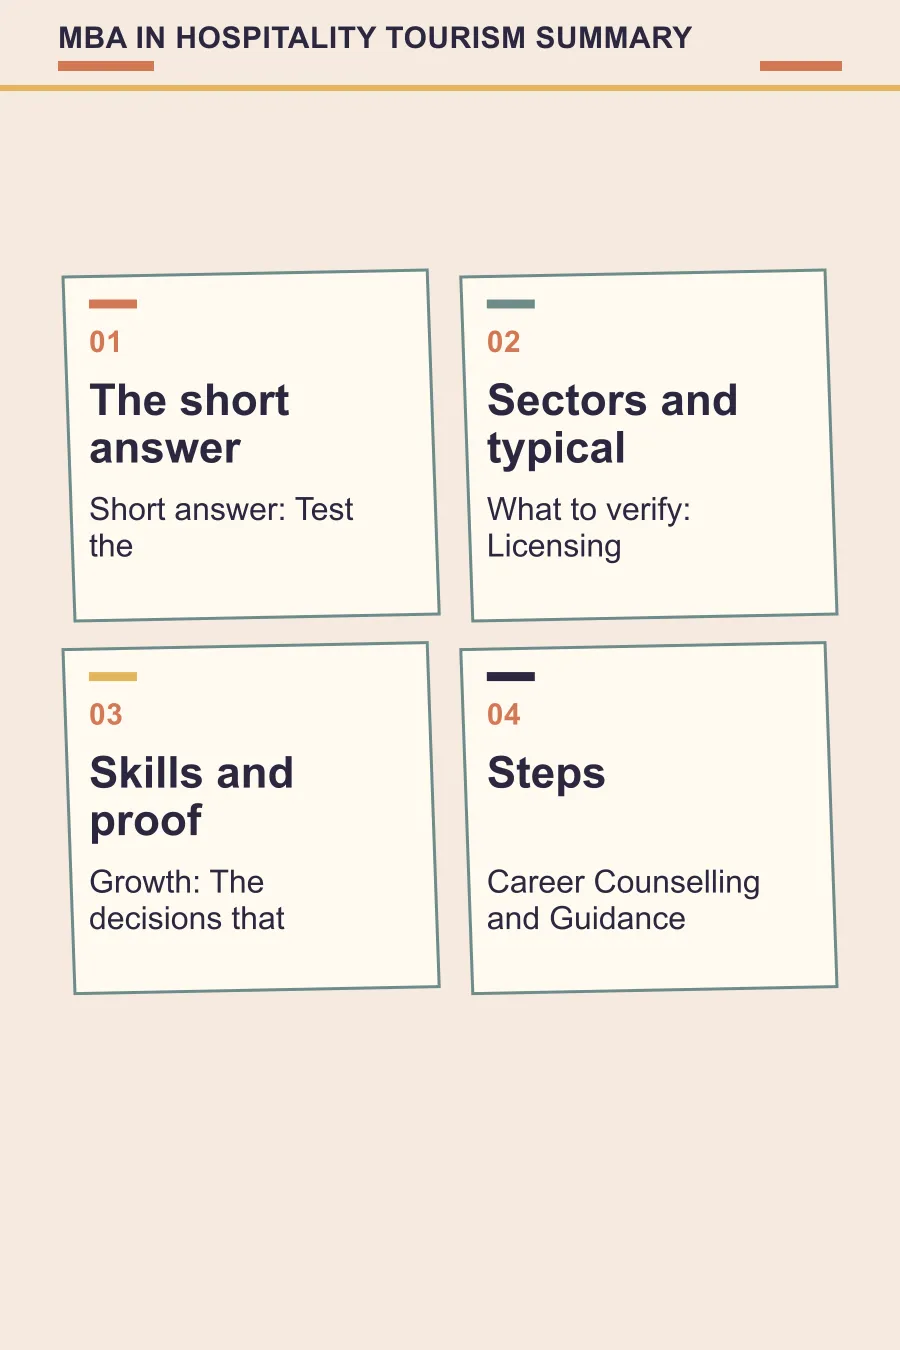 MBA IN HOSPITALITY TOURISM SUMMARY
01
The short
answer
Short answer: Test
the
02
Sectors and
typical
What to verify:
Licensing
03
Skills and
proof
Growth: The
decisions that
04
Steps
Career Counselling
and Guidance